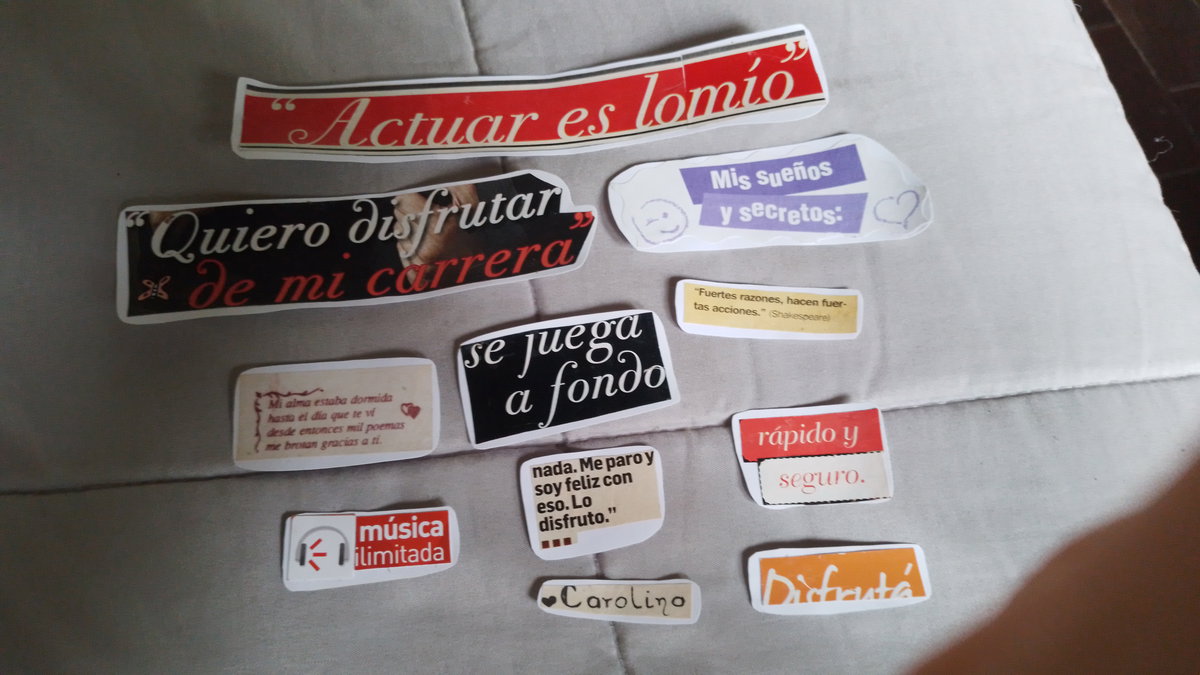 “Actuar es lo mío”
“Quiero disfrutar
de mi carrera”
Mis sueños
y secretos:
“Fuertes razones, hacen fuer-
tas acciones.” (Shakespeare)
se juega
a fondo
Mi alma estaba dormida
hasta el día que te vi
desde entonces mil poemas
me brotan gracias a ti.
rápido y
seguro.
nada. Me paro y
soy feliz con
eso. Lo
disfruto.”
música
ilimitada
Carolina
Disfrutá